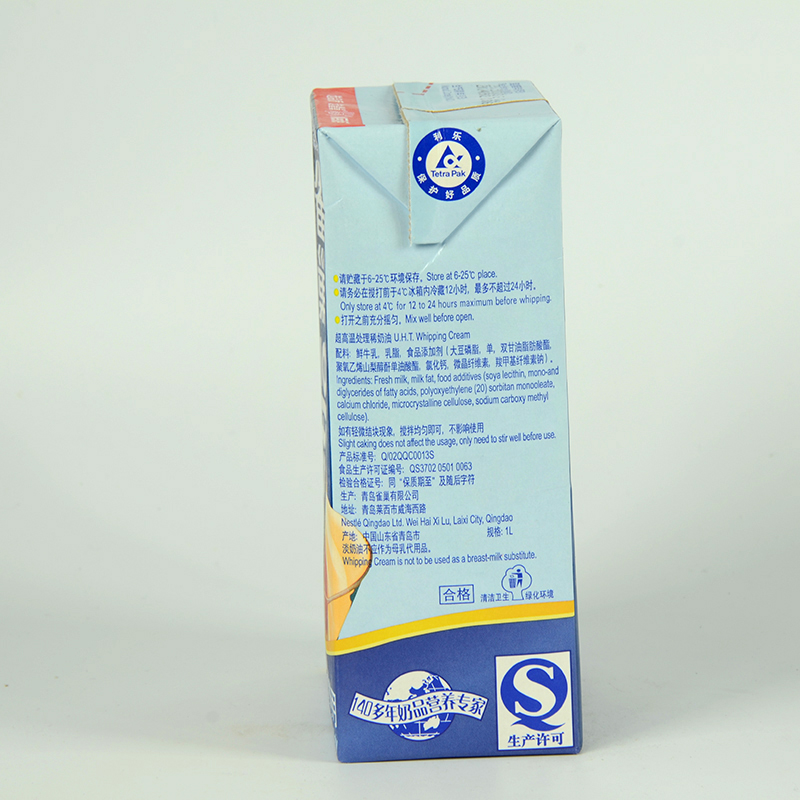 利乐
Tetra Pak
保护好品质
请贮藏于6-25℃环境保存。Store at 6-25℃ place.
请务必在搅打前于4℃冰箱内冷藏12小时，最多不超过24小时。
Only store at 4℃ for 12 to 24 hours maximum before whipping.
打开之前充分摇匀。Mix well before open.
超高温处理稀奶油 U.H.T. Whipping Cream
配料：鲜牛乳，乳脂，食品添加剂（大豆磷脂，单，双甘油脂肪酸酯，
聚氧乙烯山梨醇酐单油酸酯，氯化钙，微晶纤维素，羧甲基纤维素钠）。
Ingredients: Fresh milk, milk fat, food additives (soya lecithin, mono-and
diglycerides of fatty acids, polyoxyethylene (20) sorbitan monooleate,
calcium chloride, microcrystalline cellulose, sodium carboxy methyl
cellulose).
如有轻微结块现象，搅拌均匀即可，不影响使用
Slight caking does not affect the usage, only need to stir well before use.
产品标准号：Q/02QQC0013S
食品生产许可证编号：QS3702 0501 0063
检验合格证号：同“保质期至”及随后字符
生产：青岛雀巢有限公司
地址：青岛莱西市威海西路
Nestlé Qingdao Ltd. Wei Hai Xi Lu, Laixi City, Qingdao
产地：中国山东省青岛市 规格: 1L
淡奶油不应作为母乳代用品。
Whipping Cream is not to be used as a breast-milk substitute.
合格 清洁卫生 绿化环境
140多年奶品营养专家
QS
生产许可